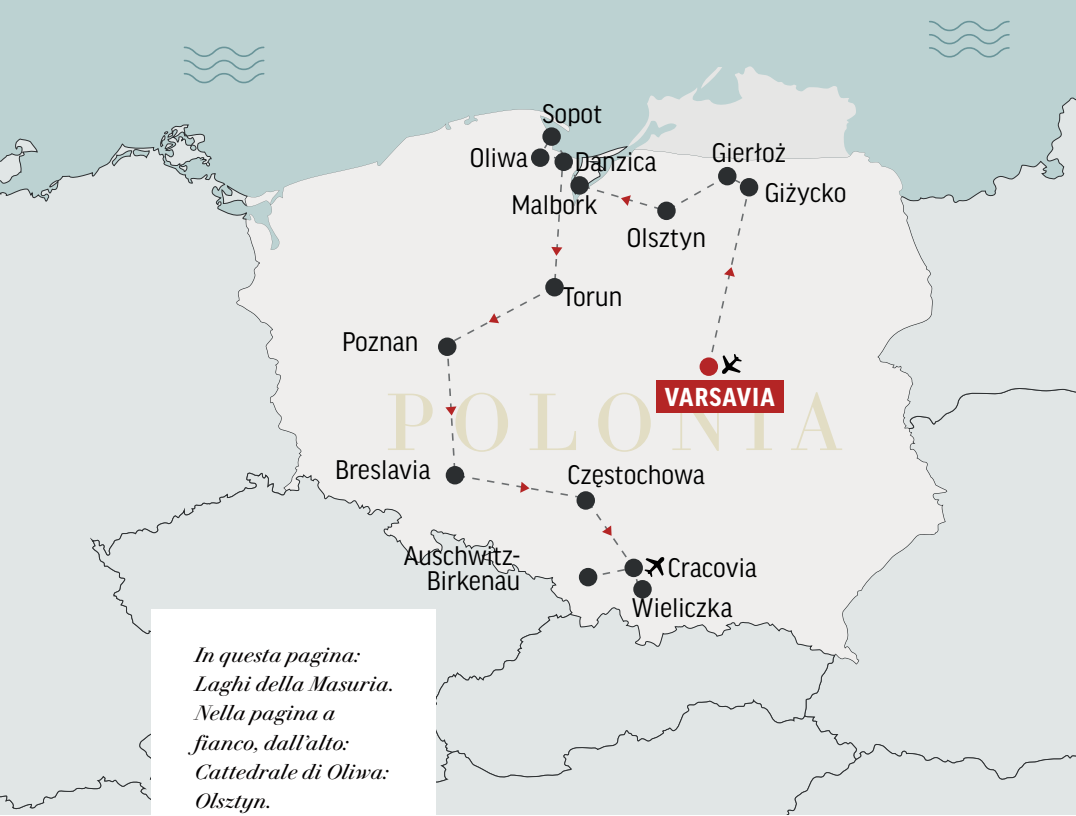 Sopot
Oliwa
Danzica
Gierłoż
Giżycko
Malbork
Olsztyn
Torun
Poznan
VARSAVIA
POLONIA
Breslavia
Częstochowa
Auschwitz-
Birkenau
Cracovia
Wieliczka
In questa pagina:
Laghi della Masuria.
Nella pagina a
fianco, dall’alto:
Cattedrale di Oliwa:
Olsztyn.